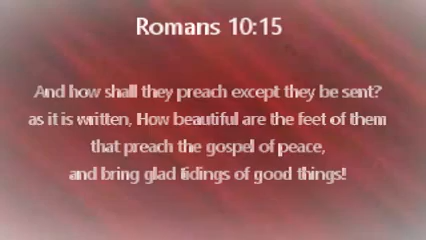 Romans 10:15
And how shall they preach except they be sent?
as it is written, How beautiful are the feet of them
that preach the gospel of peace,
and bring glad tidings of good things!